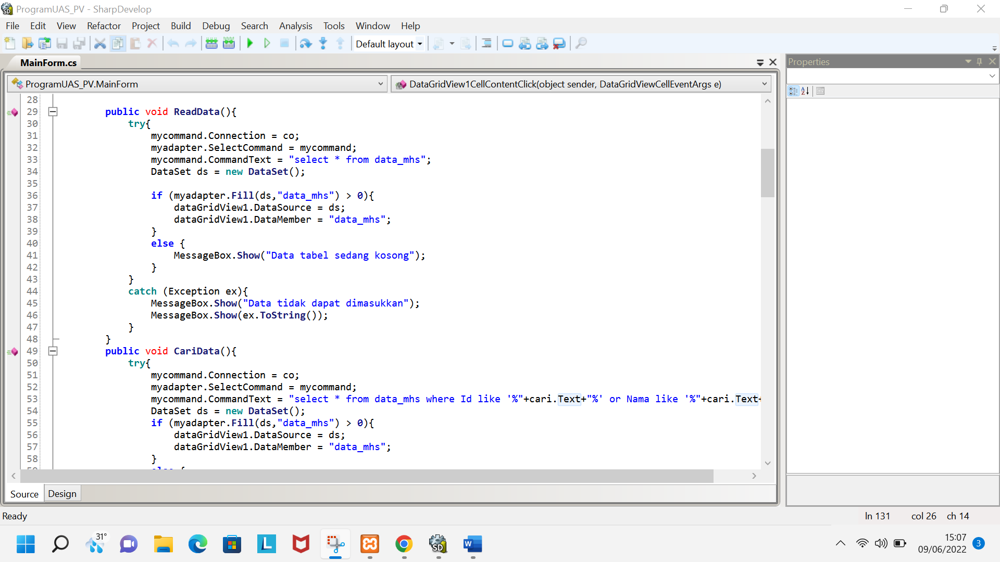 ProgramUAS_PV - SharpDevelop
File Edit View Refactor Project Build Debug Search Analysis Tools Window Help
Default layout
MainForm.cs
Properties
ProgramUAS_PV.MainForm
DataGridView1CellContentClick(object sender, DataGridViewCellEventArgs e)
28
29 public void ReadData(){
30 try{
31 mycommand.Connection = co;
32 myadapter.SelectCommand = mycommand;
33 mycommand.CommandText = "select * from data_mhs";
34 DataSet ds = new DataSet();
35
36 if (myadapter.Fill(ds,"data_mhs") > 0){
37 dataGridView1.DataSource = ds;
38 dataGridView1.DataMember = "data_mhs";
39 }
40 else {
41 MessageBox.Show("Data tabel sedang kosong");
42 }
43 }
44 catch (Exception ex){
45 MessageBox.Show("Data tidak dapat dimasukkan");
46 MessageBox.Show(ex.ToString());
47 }
48 }
49 public void CariData(){
50 try{
51 mycommand.Connection = co;
52 myadapter.SelectCommand = mycommand;
53 mycommand.CommandText = "select * from data_mhs where Id like '%"+cari.Text+"%' or Nama like '%"+cari.Text+
54 DataSet ds = new DataSet();
55 if (myadapter.Fill(ds,"data_mhs") > 0){
56 dataGridView1.DataSource = ds;
57 dataGridView1.DataMember = "data_mhs";
58 }
Source Design
Ready
ln 131 col 26 ch 14
31°
SD
15:07
09/06/2022
3